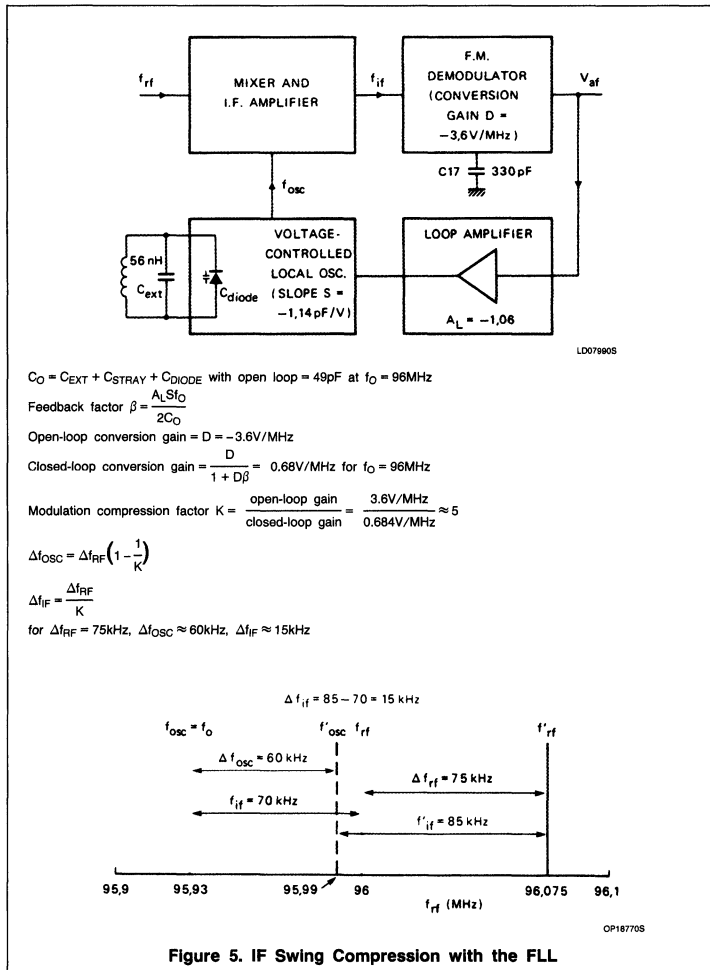 f_rf
MIXER AND
I.F. AMPLIFIER
f_if
F.M.
DEMODULATOR
(CONVERSION
GAIN D =
−3,6V/MHz)
V_af
C17 330 pF
f_osc
56 nH
C_ext
C_diode
VOLTAGE-
CONTROLLED
LOCAL OSC.
(SLOPE S =
−1,14 pF/V)
LOOP AMPLIFIER
A_L = −1,06
LD07990S
C_O = C_EXT + C_STRAY + C_DIODE with open loop = 49pF at f_O = 96MHz
Feedback factor β = A_L S f_O / 2C_O
Open-loop conversion gain = D = −3.6V/MHz
Closed-loop conversion gain = D / (1 + Dβ) = 0.68V/MHz for f_O = 96MHz
Modulation compression factor K = open-loop gain / closed-loop gain = 3.6V/MHz / 0.684V/MHz ≈ 5
Δf_OSC = Δf_RF (1 − 1/K)
Δf_IF = Δf_RF / K
for Δf_RF = 75kHz, Δf_OSC ≈ 60kHz, Δf_IF ≈ 15kHz
Δ f_if = 85 − 70 = 15 kHz
f_osc = f_o f'_osc f_rf f'_rf
Δ f_osc = 60 kHz
Δ f_rf = 75 kHz
f_if = 70 kHz
f'_if = 85 kHz
95,9 95,93 95,99 96 96,075 96,1
f_rf (MHz)
OP18770S
Figure 5. IF Swing Compression with the FLL